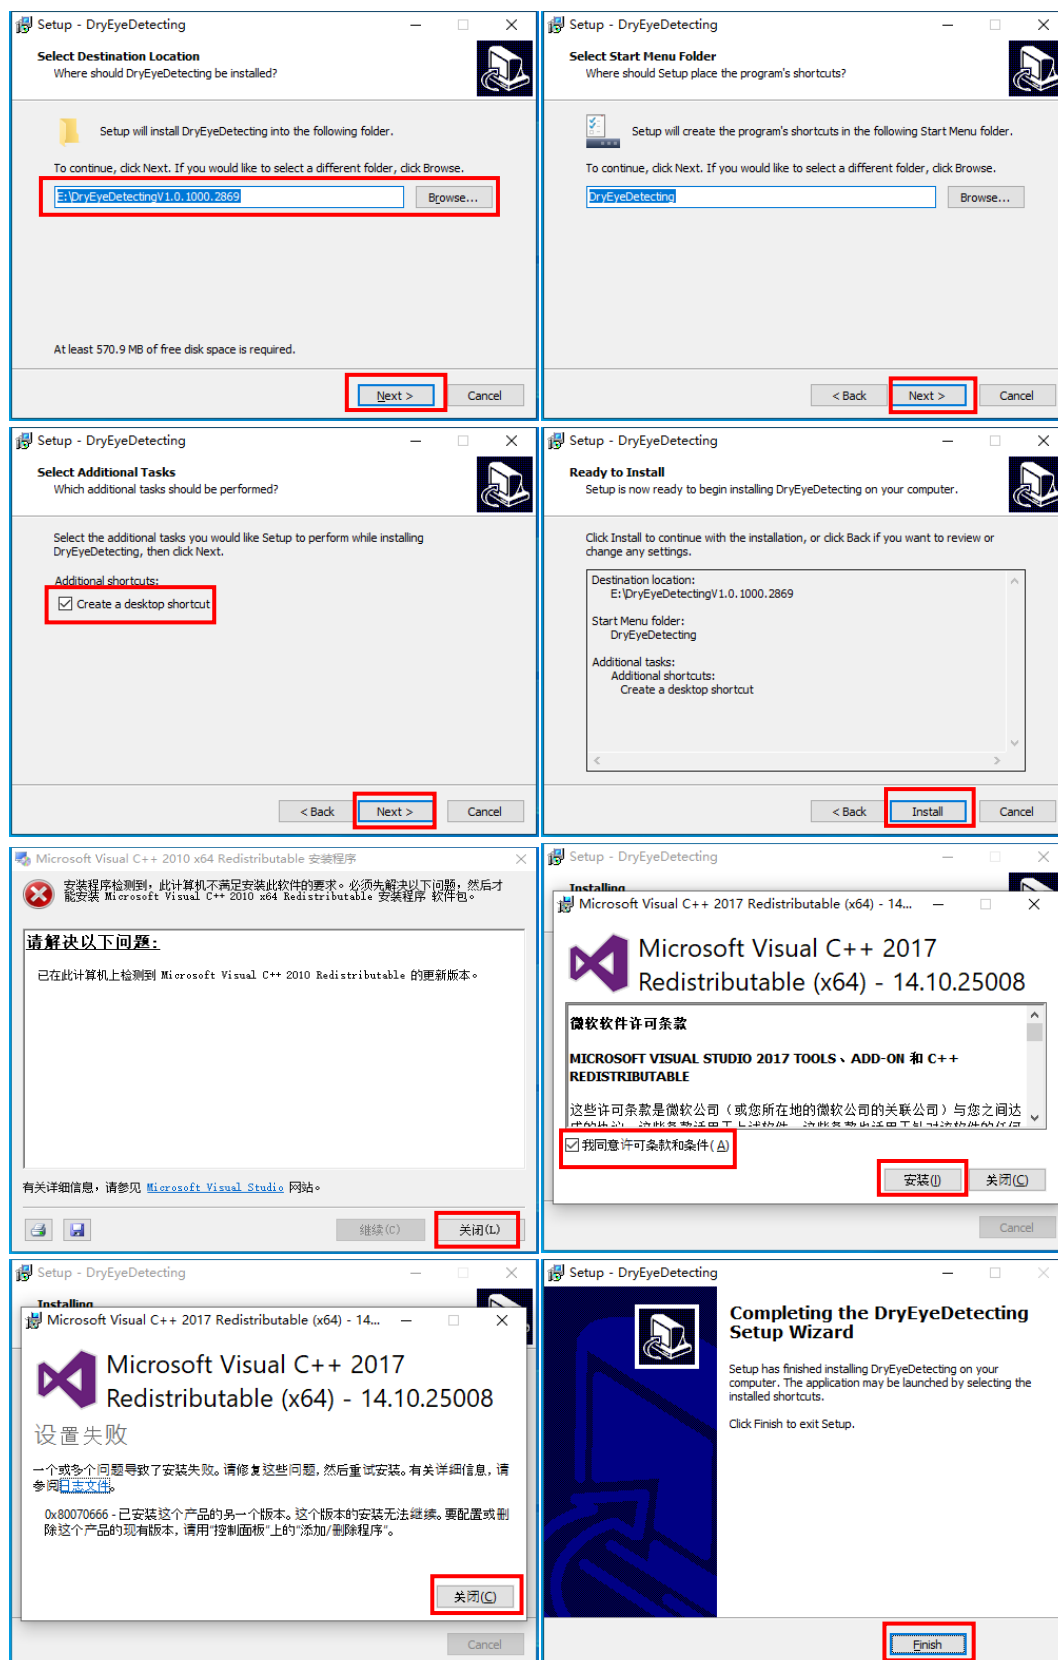 Setup - DryEyeDetecting
Select Destination Location
Where should DryEyeDetecting be installed?
Setup will install DryEyeDetecting into the following folder.
To continue, click Next. If you would like to select a different folder, click Browse.
E:\DryEyeDetectingV1.0.1000.2869
Browse...
At least 570.9 MB of free disk space is required.
Next >
Cancel
Setup - DryEyeDetecting
Select Start Menu Folder
Where should Setup place the program's shortcuts?
Setup will create the program's shortcuts in the following Start Menu folder.
To continue, click Next. If you would like to select a different folder, click Browse.
DryEyeDetecting
Browse...
< Back
Next >
Cancel
Setup - DryEyeDetecting
Select Additional Tasks
Which additional tasks should be performed?
Select the additional tasks you would like Setup to perform while installing
DryEyeDetecting, then click Next.
Additional shortcuts:
Create a desktop shortcut
< Back
Next >
Cancel
Setup - DryEyeDetecting
Ready to Install
Setup is now ready to begin installing DryEyeDetecting on your computer.
Click Install to continue with the installation, or click Back if you want to review or
change any settings.
Destination location:
E:\DryEyeDetectingV1.0.1000.2869
Start Menu folder:
DryEyeDetecting
Additional tasks:
Additional shortcuts:
Create a desktop shortcut
< Back
Install
Cancel
Microsoft Visual C++ 2010 x64 Redistributable 安装程序
安装程序检测到，此计算机不满足安装此软件的要求。必须先解决以下问题，然后才
能安装 Microsoft Visual C++ 2010 x64 Redistributable 安装程序 软件包。
请解决以下问题:
已在此计算机上检测到 Microsoft Visual C++ 2010 Redistributable 的更新版本。
有关详细信息，请参见 Microsoft Visual Studio 网站。
继续(C)
关闭(L)
Setup - DryEyeDetecting
Installing
Microsoft Visual C++ 2017 Redistributable (x64) - 14...
Microsoft Visual C++ 2017
Redistributable (x64) - 14.10.25008
微软软件许可条款
MICROSOFT VISUAL STUDIO 2017 TOOLS、ADD-ON 和 C++
REDISTRIBUTABLE
这些许可条款是微软公司（或您所在地的微软公司的关联公司）与您之间达
我同意许可条款和条件(A)
安装(I)
关闭(C)
Cancel
Setup - DryEyeDetecting
Installing
Microsoft Visual C++ 2017 Redistributable (x64) - 14...
Microsoft Visual C++ 2017
Redistributable (x64) - 14.10.25008
设置失败
一个或多个问题导致了安装失败。请修复这些问题，然后重试安装。有关详细信息，请
参阅日志文件。
0x80070666 - 已安装这个产品的另一个版本。这个版本的安装无法继续。要配置或删
除这个产品的现有版本，请用"控制面板"上的"添加/删除程序"。
关闭(C)
Cancel
Setup - DryEyeDetecting
Completing the DryEyeDetecting
Setup Wizard
Setup has finished installing DryEyeDetecting on your
computer. The application may be launched by selecting the
installed shortcuts.
Click Finish to exit Setup.
Finish